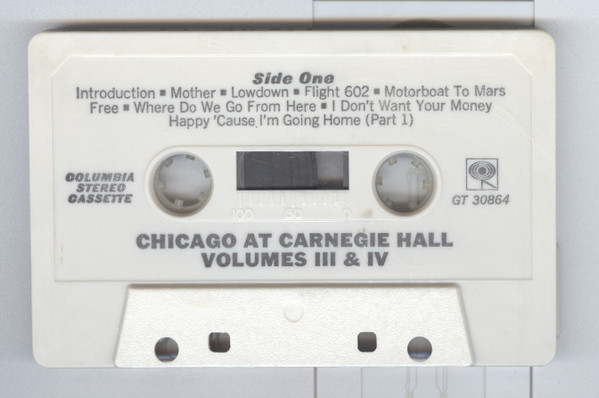 Side One
Introduction ▪ Mother ▪ Lowdown ▪ Flight 602 ▪ Motorboat To Mars
Free ▪ Where Do We Go From Here ▪ I Don't Want Your Money
Happy 'Cause I'm Going Home (Part 1)
COLUMBIA
STEREO
CASSETTE
GT 30864
100 50 0
CHICAGO AT CARNEGIE HALL
VOLUMES III & IV